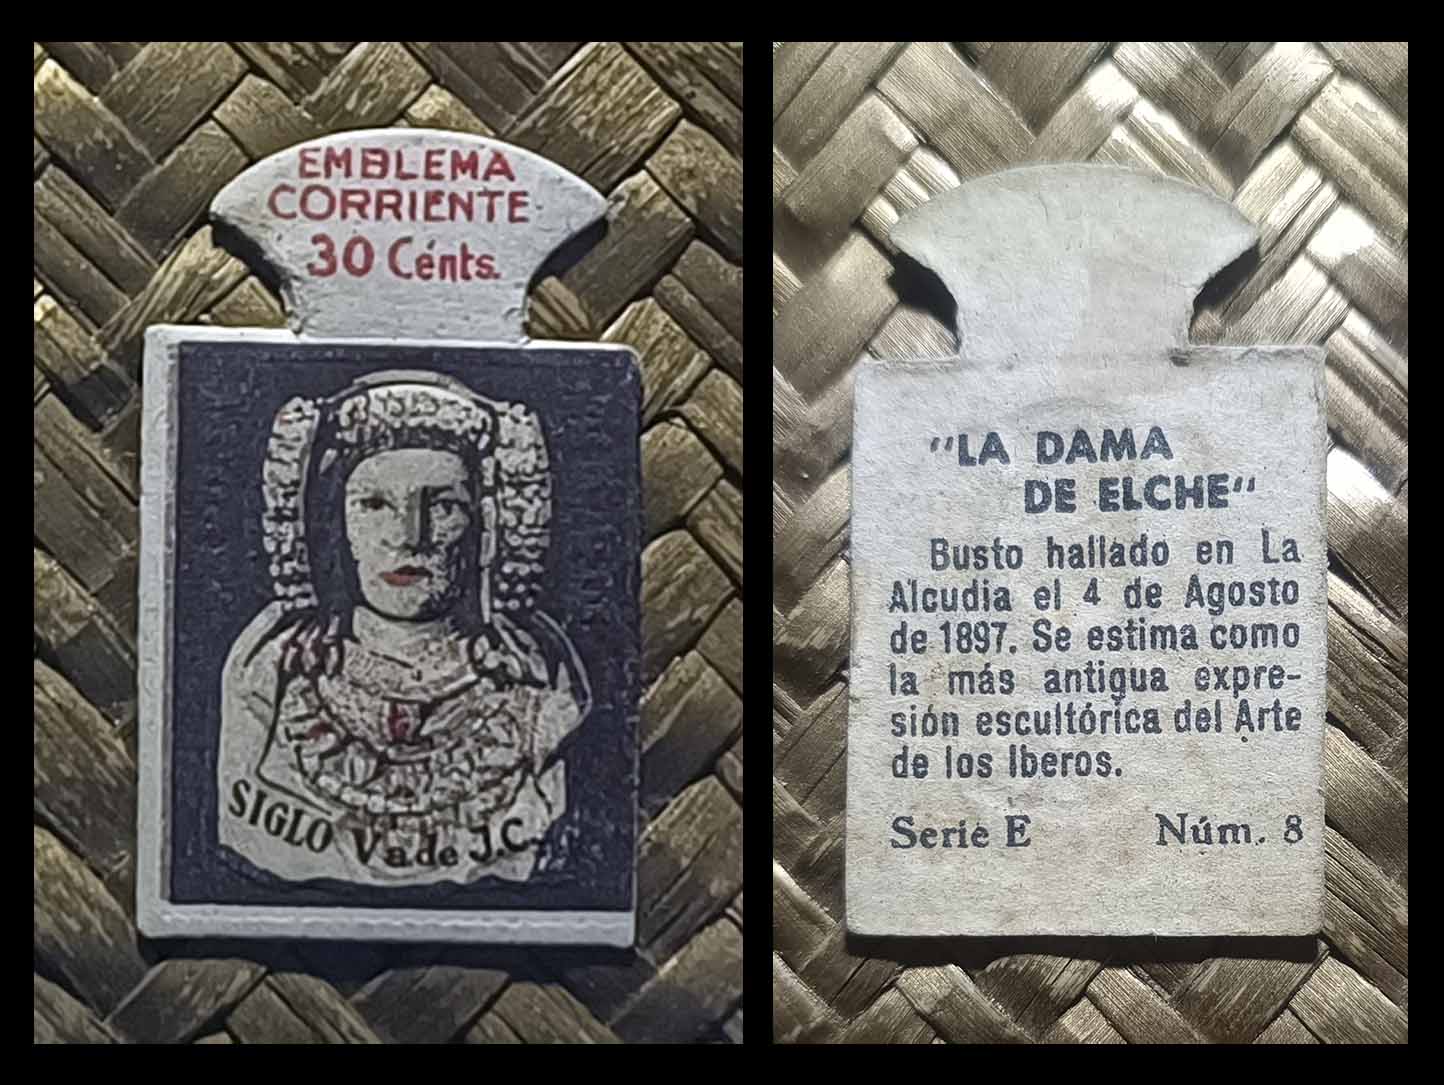 EMBLEMA
CORRIENTE
30 Cénts.
SIGLO V a de J.C.
"LA DAMA
DE ELCHE"
Busto hallado en La
Alcudia el 4 de Agosto
de 1897. Se estima como
la más antigua expre-
sión escultórica del Arte
de los Iberos.
Serie E Núm. 8